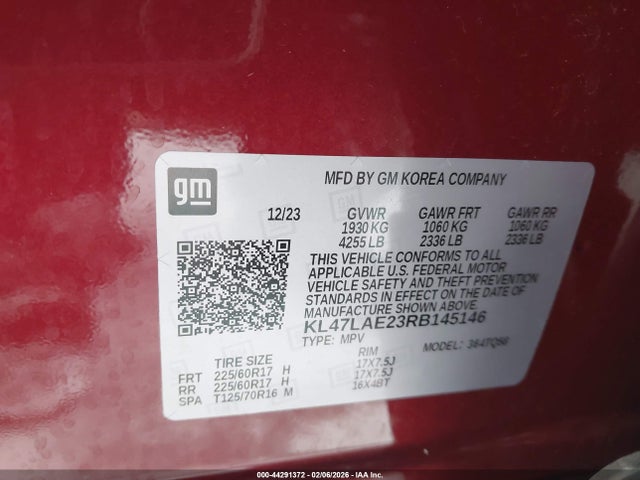 gm
MFD BY GM KOREA COMPANY
12/23 GVWR GAWR FRT GAWR RR
1930 KG 1060 KG 1060 KG
4255 LB 2336 LB 2336 LB
THIS VEHICLE CONFORMS TO ALL
APPLICABLE U.S. FEDERAL MOTOR
VEHICLE SAFETY AND THEFT PREVENTION
STANDARDS IN EFFECT ON THE DATE OF
MANUFACTURE SHOWN ABOVE.
KL47LAE23RB145146
TYPE: MPV MODEL:
TIRE SIZE RIM
FRT 225/60R17 H 17X7.5J
RR 225/60R17 H 17X7.5J
SPA T125/70R16 M 16X4BT
000-44291372 - 02/06/2026 - IAA Inc.